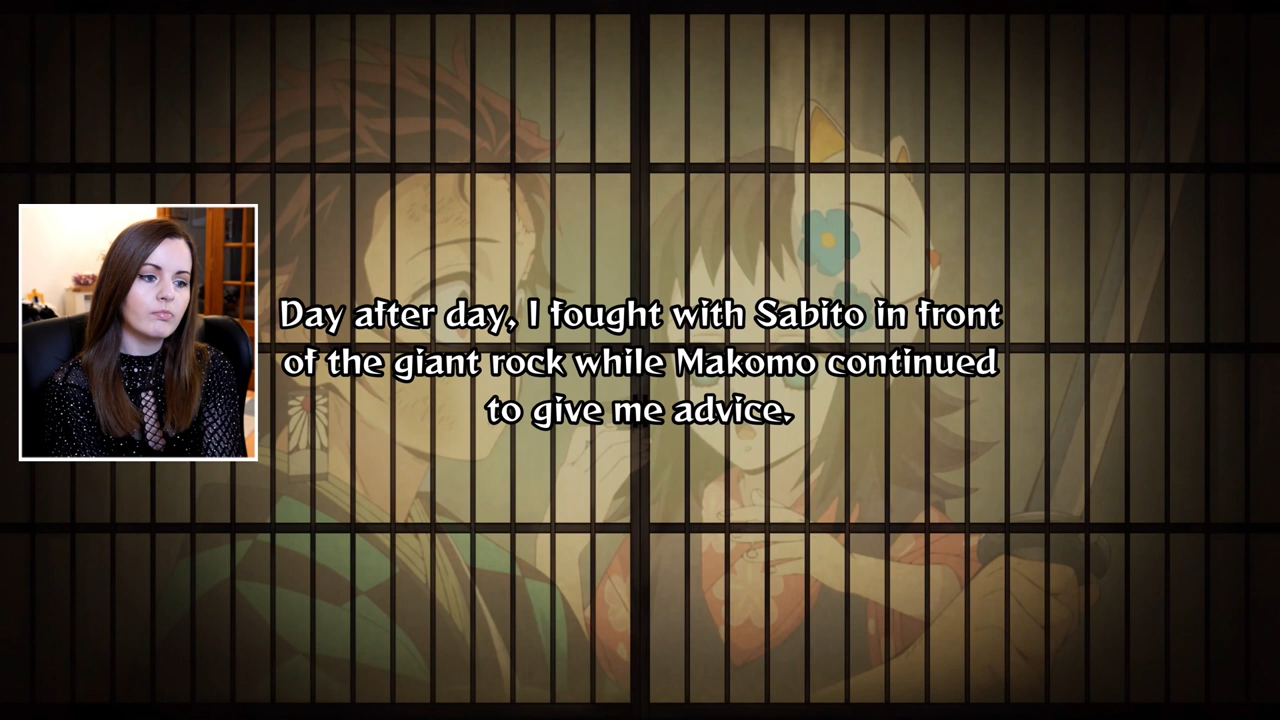 Day after day, I fought with Sabito in front
of the giant rock while Makomo continued
to give me advice.